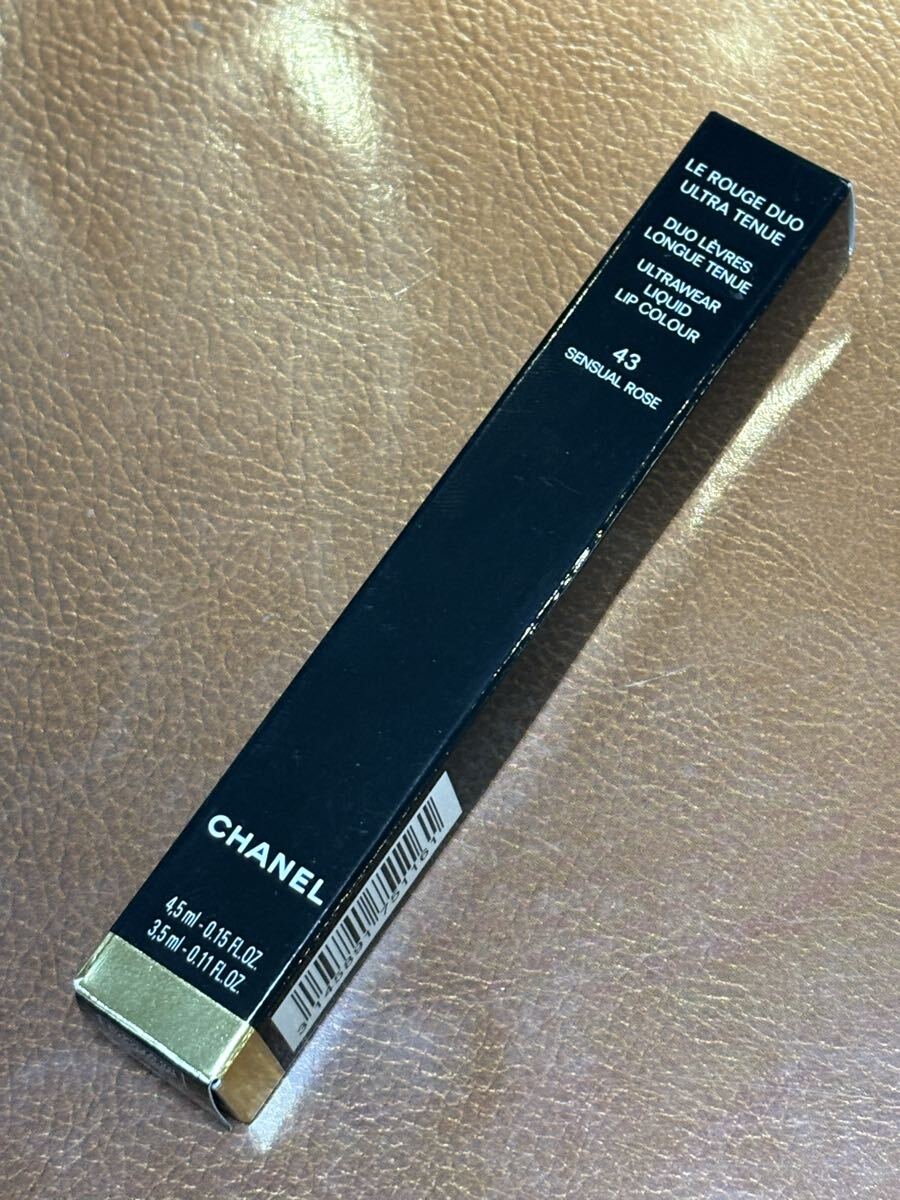 LE ROUGE DUO
ULTRA TENUE
DUO LÈVRES
LONGUE TENUE
ULTRAWEAR
LIQUID
LIP COLOUR
43
SENSUAL ROSE
CHANEL
4,5 ml - 0.15 FL.OZ.
3,5 ml - 0.11 FL.OZ.